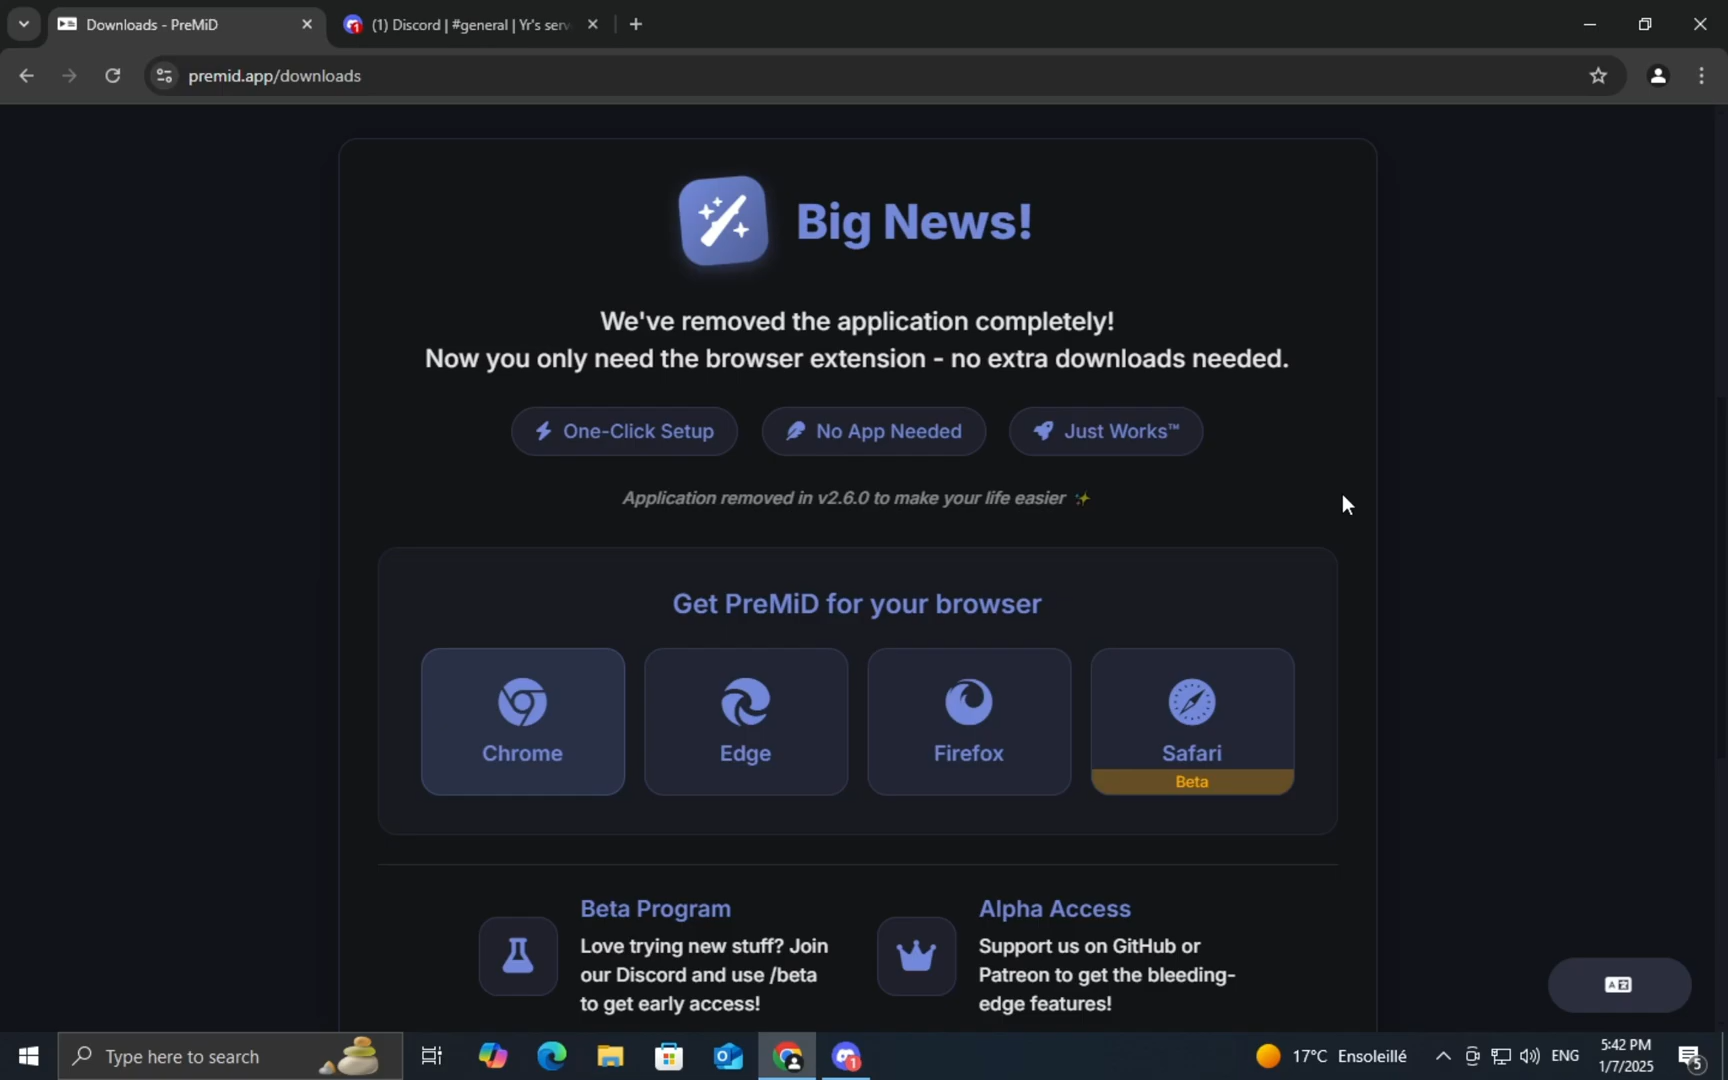 Downloads - PreMiD
(1) Discord | #general | Yr's serv
premid.app/downloads
Big News!
We've removed the application completely!
Now you only need the browser extension - no extra downloads needed.
One-Click Setup
No App Needed
Just Works™
Application removed in v2.6.0 to make your life easier
Get PreMiD for your browser
Chrome
Edge
Firefox
Safari
Beta
Beta Program
Love trying new stuff? Join
our Discord and use /beta
to get early access!
Alpha Access
Support us on GitHub or
Patreon to get the bleeding-
edge features!
Type here to search
17°C Ensoleillé
ENG
5:42 PM
1/7/2025
5